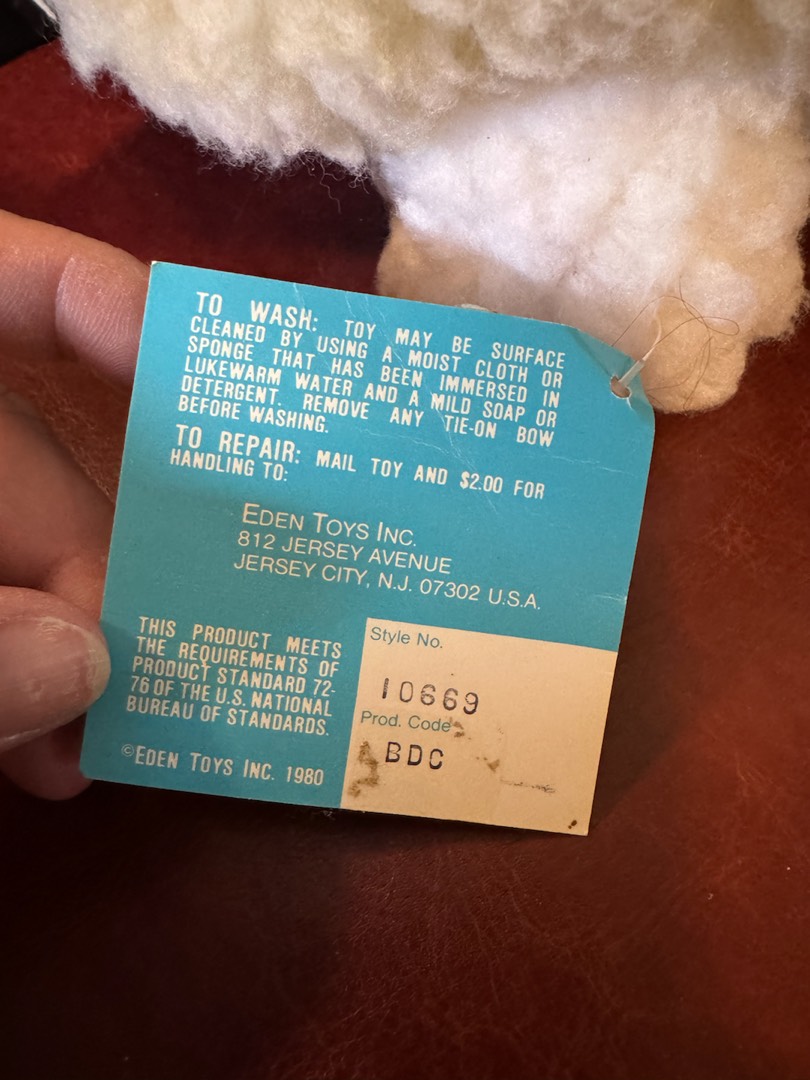 TO WASH: TOY MAY BE SURFACE
CLEANED BY USING A MOIST CLOTH OR
SPONGE THAT HAS BEEN IMMERSED IN
LUKEWARM WATER AND A MILD SOAP OR
DETERGENT. REMOVE ANY TIE-ON BOW
BEFORE WASHING.
TO REPAIR: MAIL TOY AND $2.00 FOR
HANDLING TO:
EDEN TOYS INC.
812 JERSEY AVENUE
JERSEY CITY, N.J. 07302 U.S.A.
THIS PRODUCT MEETS
THE REQUIREMENTS OF
PRODUCT STANDARD 72-
76 OF THE U.S. NATIONAL
BUREAU OF STANDARDS.
©EDEN TOYS INC. 1980
Style No.
10669
Prod. Code
BDC